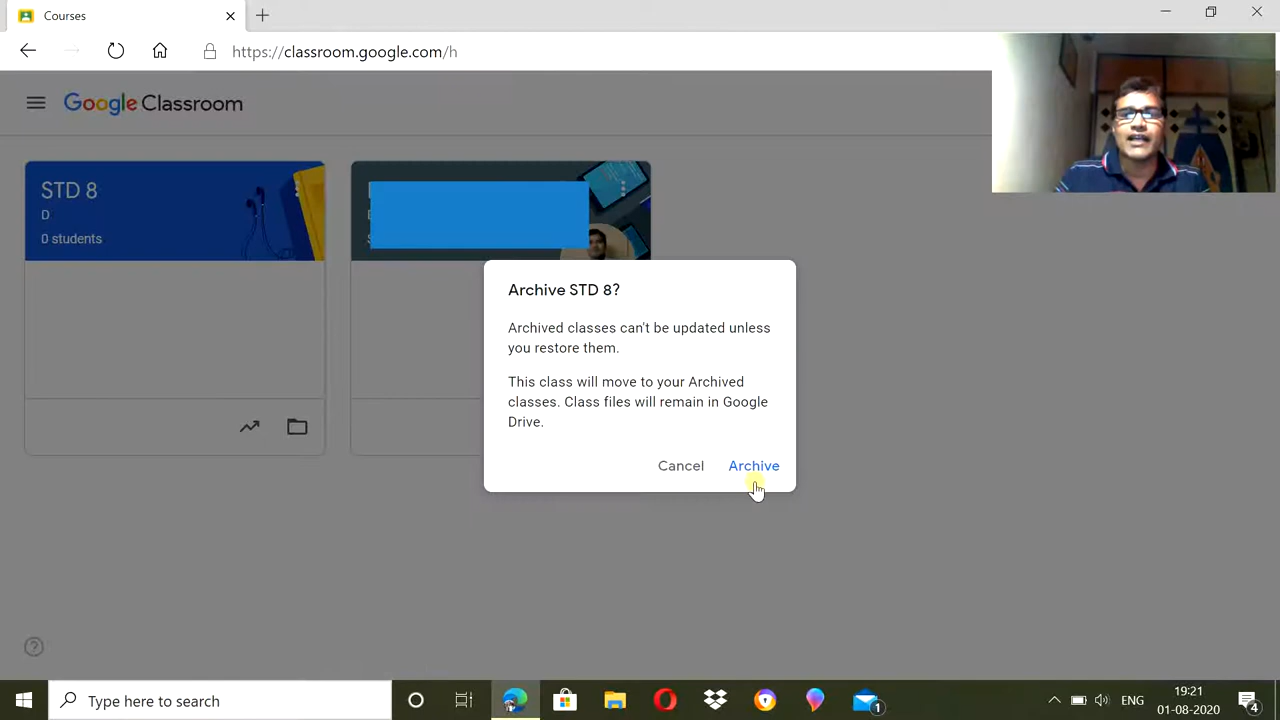 Courses
https://classroom.google.com/h
Google Classroom
STD 8
D
0 students
Archive STD 8?
Archived classes can't be updated unless
you restore them.
This class will move to your Archived
classes. Class files will remain in Google
Drive.
Cancel
Archive
Type here to search
1
ENG
19:21
01-08-2020
4